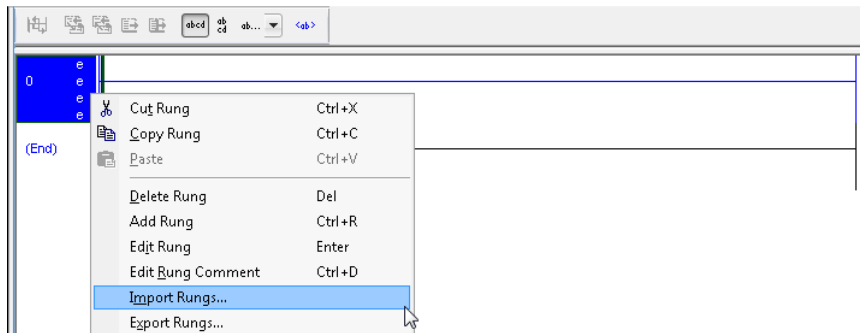 abcd ab cd ab... <ab>
e
0 e
e
e
Cut Rung Ctrl+X
Copy Rung Ctrl+C
(End)
Paste Ctrl+V
Delete Rung Del
Add Rung Ctrl+R
Edit Rung Enter
Edit Rung Comment Ctrl+D
Import Rungs...
Export Rungs...